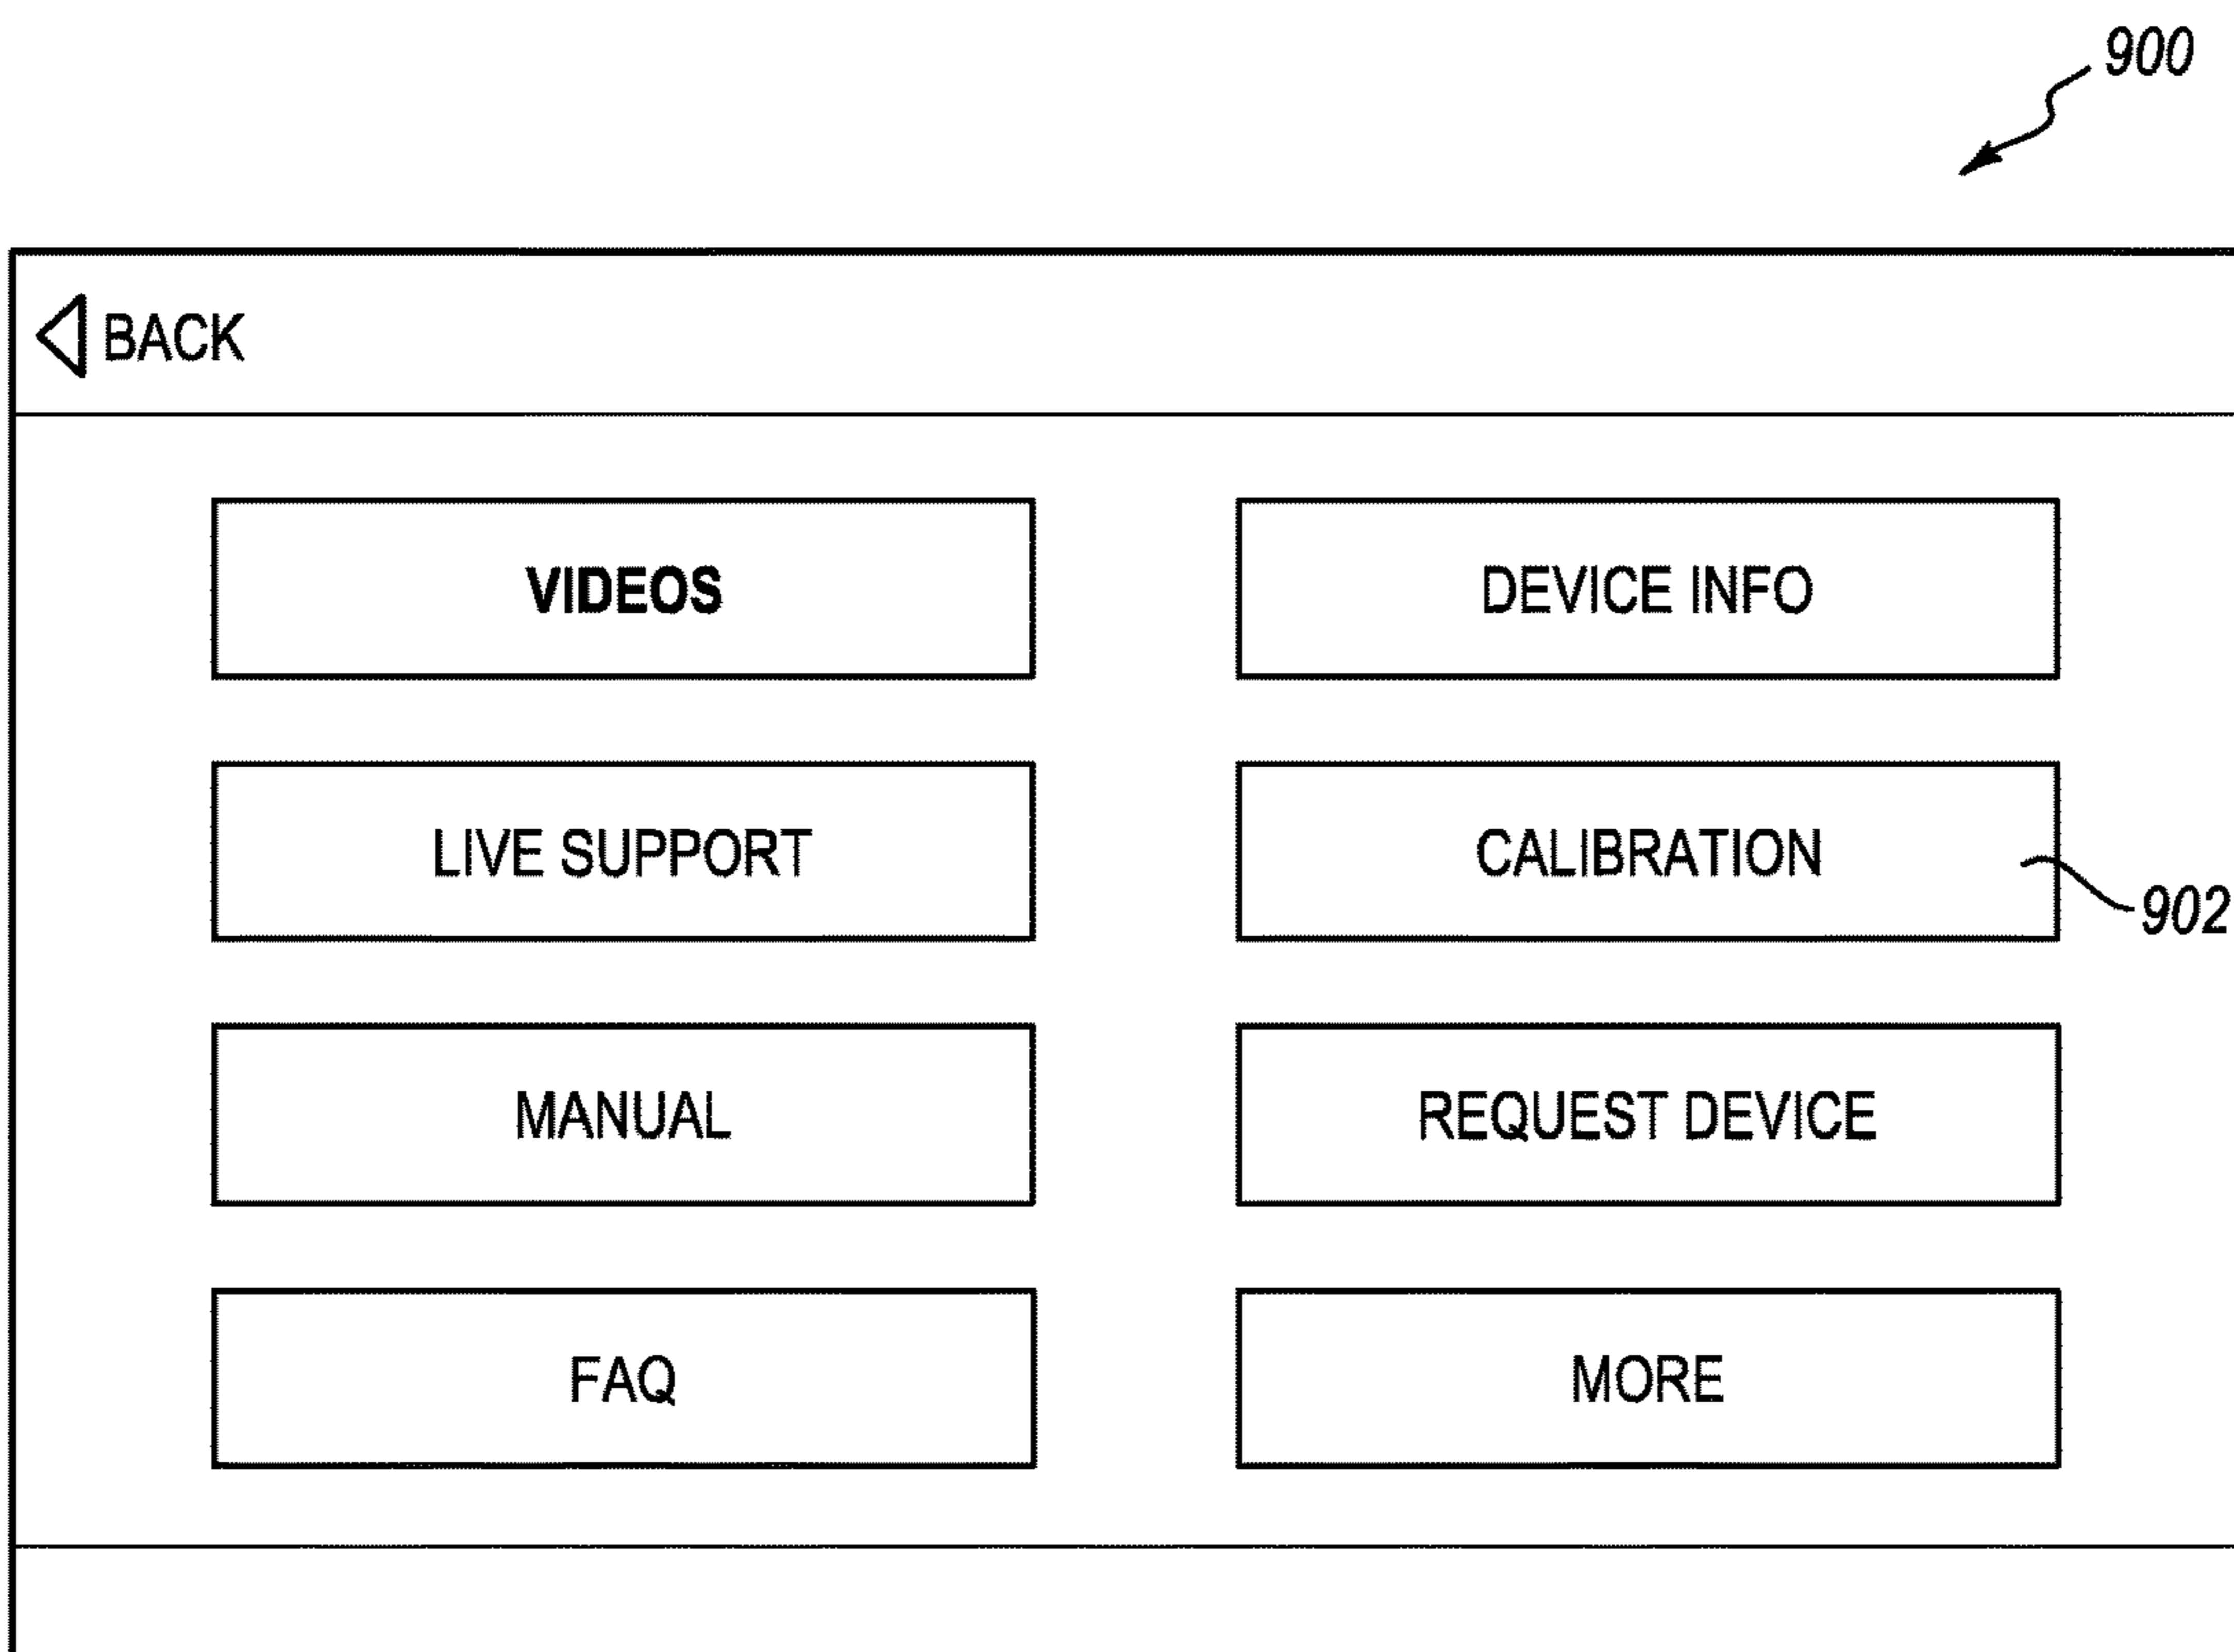 900
BACK
VIDEOS
DEVICE INFO
LIVE SUPPORT
CALIBRATION
902
MANUAL
REQUEST DEVICE
FAQ
MORE